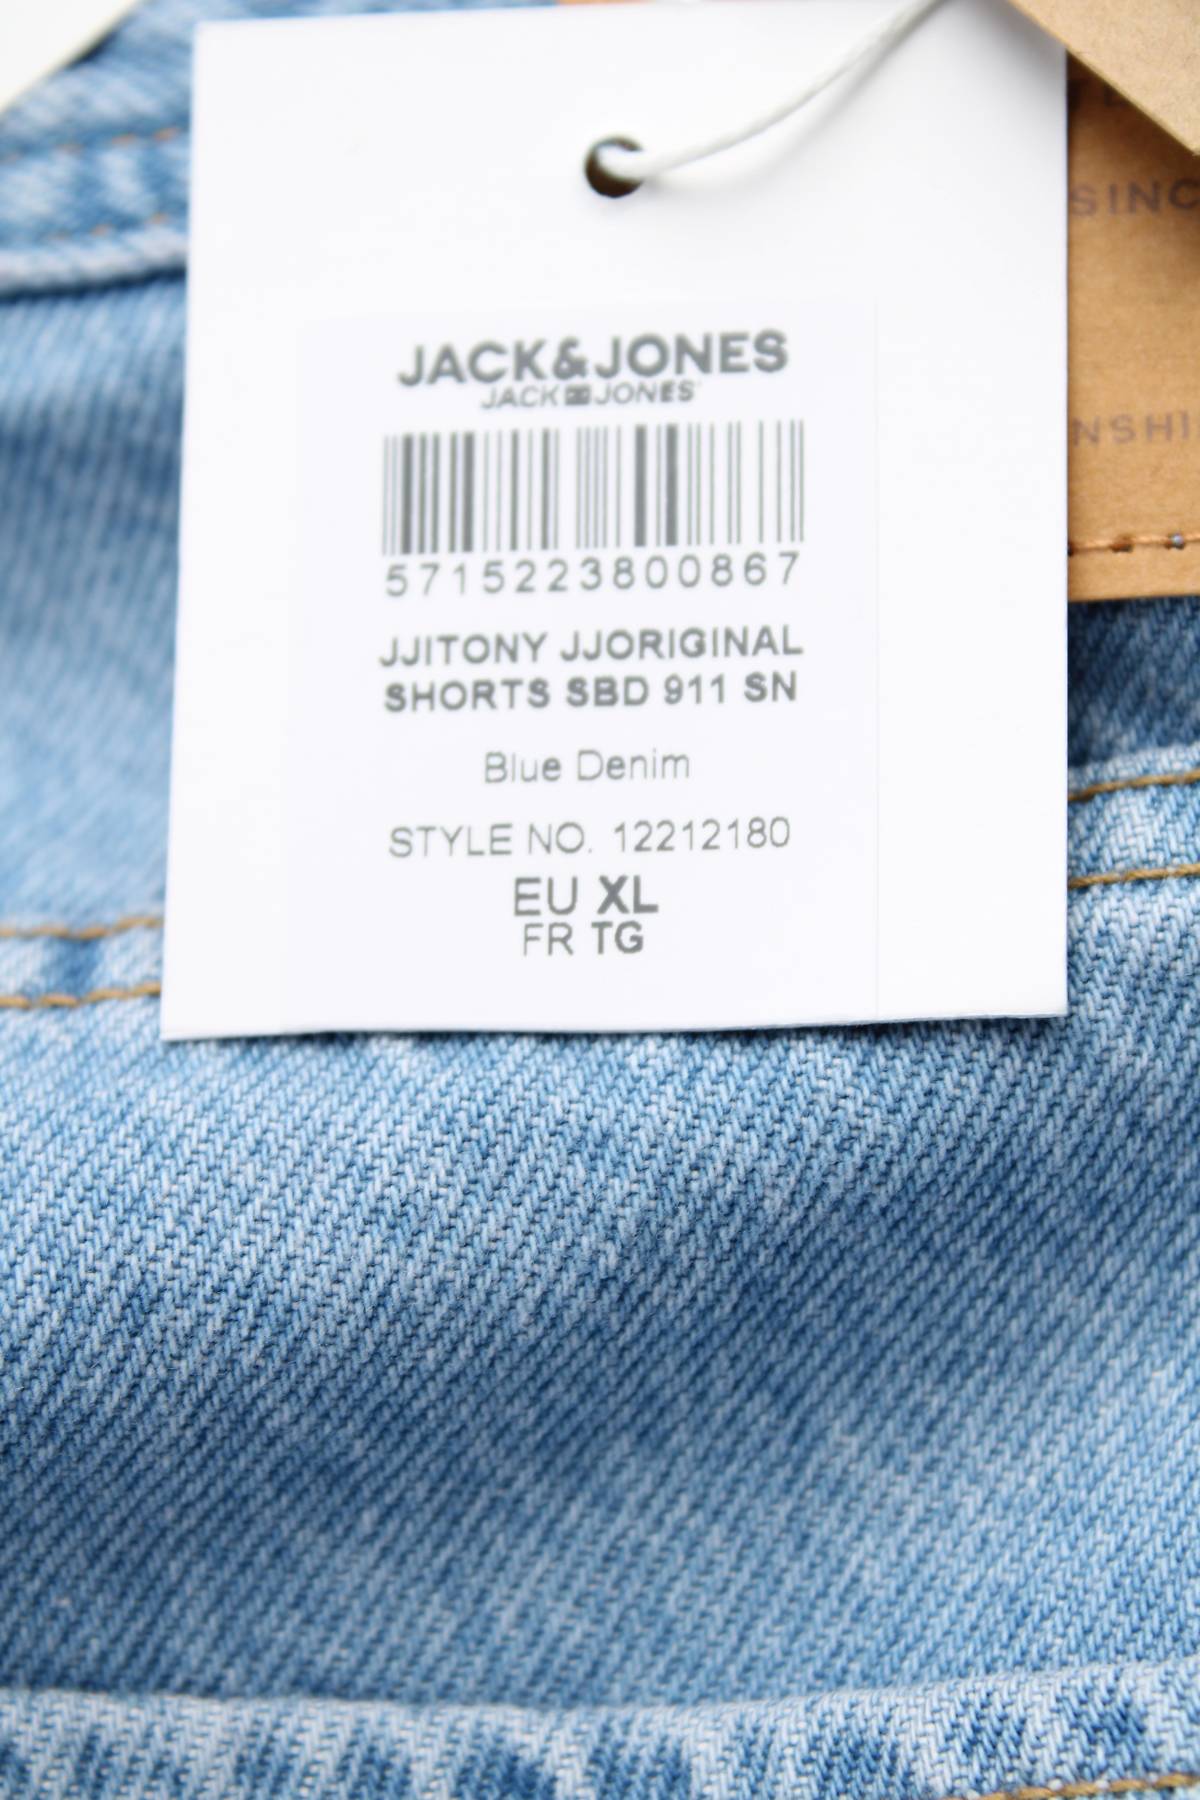 JACK&JONES
JACK JONES
5715223800867
JJITONY JJORIGINAL
SHORTS SBD 911 SN
Blue Denim
STYLE NO. 12212180
EU XL
FR TG
SINC
NSHI